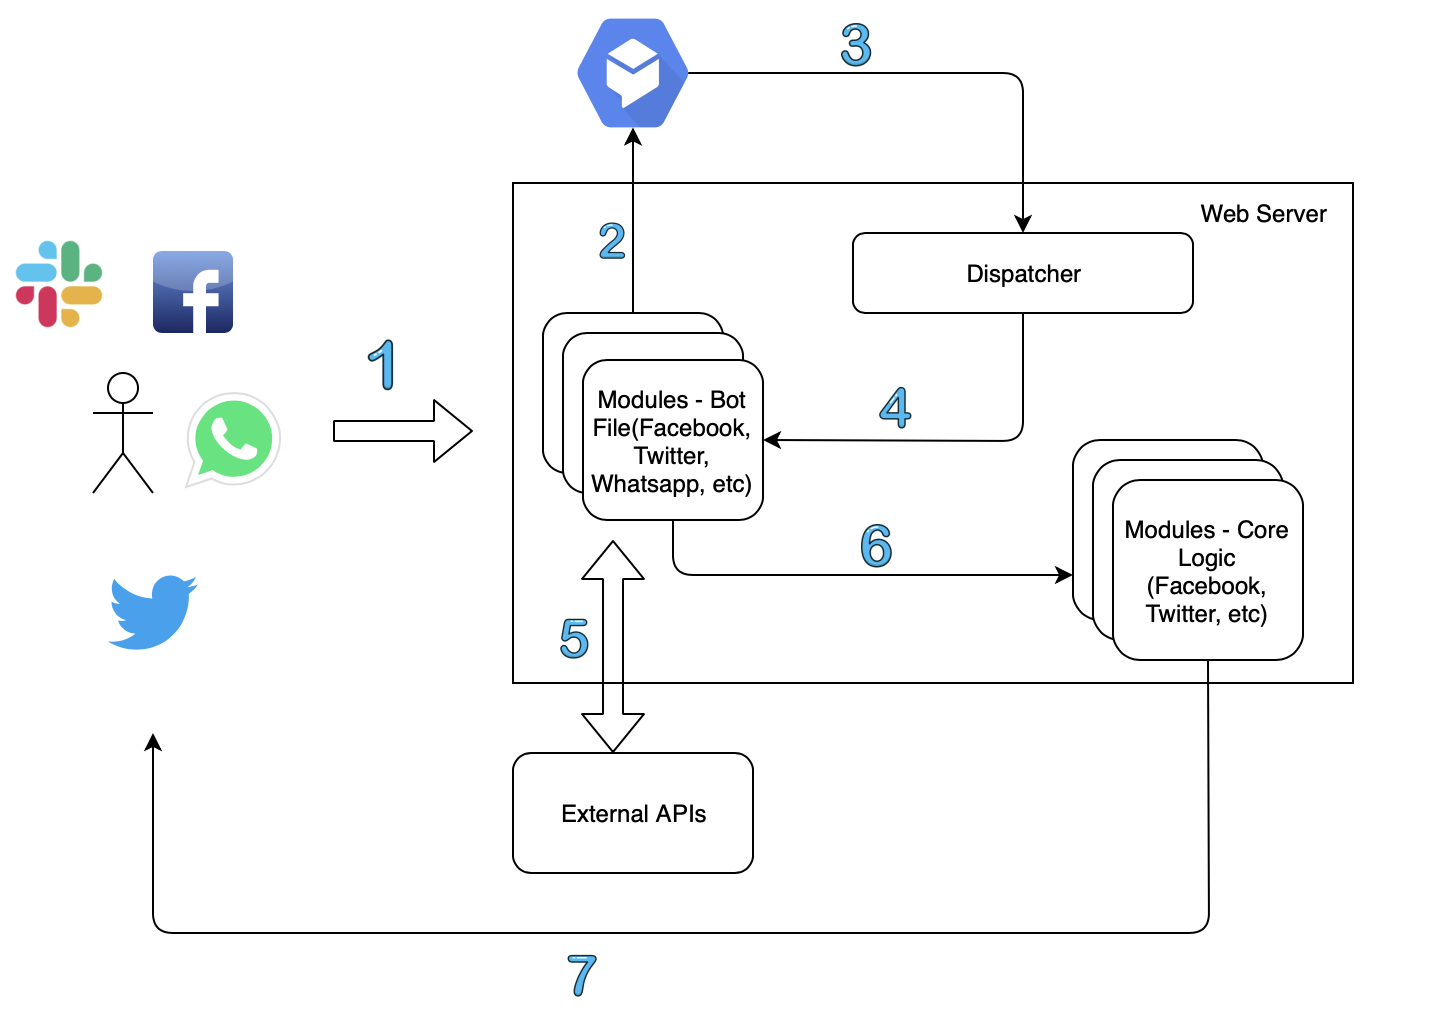 3
Web Server
2
Dispatcher
1
Modules - Bot
File(Facebook,
Twitter,
Whatsapp, etc)
4
6
Modules - Core
Logic
(Facebook,
Twitter, etc)
5
External APIs
7